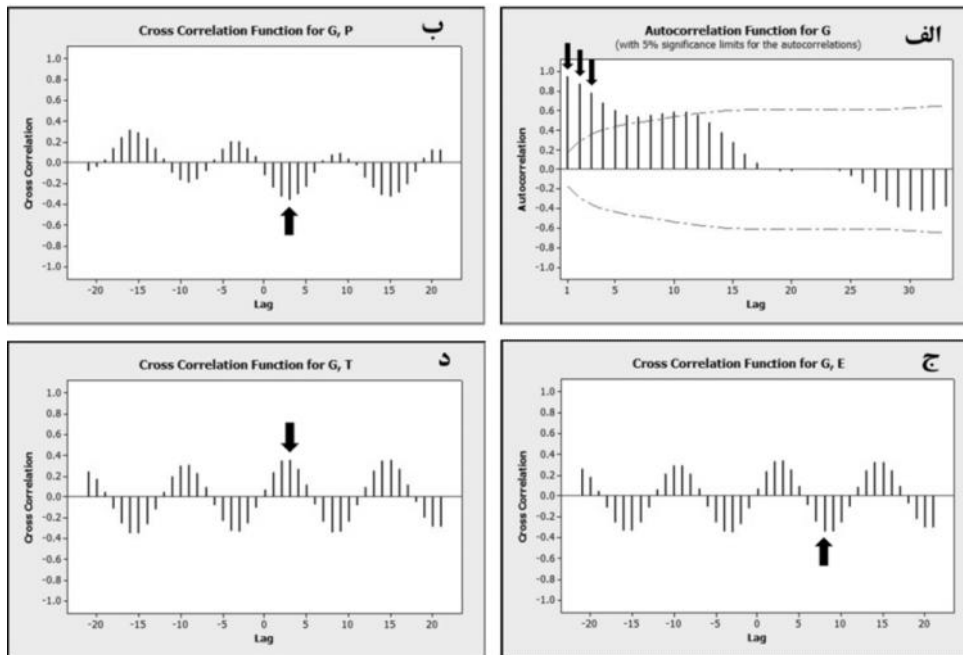 Cross Correlation Function for G, P
ب
1.0
0.8
0.6
0.4
0.2
0.0
-0.2
-0.4
-0.6
-0.8
-1.0
Cross Correlation
-20 -15 -10 -5 0 5 10 15 20
Lag
Autocorrelation Function for G
(with 5% significance limits for the autocorrelations)
الف
1.0
0.8
0.6
0.4
0.2
0.0
-0.2
-0.4
-0.6
-0.8
-1.0
Autocorrelation
1 5 10 15 20 25 30
Lag
Cross Correlation Function for G, T
د
1.0
0.8
0.6
0.4
0.2
0.0
-0.2
-0.4
-0.6
-0.8
-1.0
Cross Correlation
-20 -15 -10 -5 0 5 10 15 20
Lag
Cross Correlation Function for G, E
ج
1.0
0.8
0.6
0.4
0.2
0.0
-0.2
-0.4
-0.6
-0.8
-1.0
Cross Correlation
-20 -15 -10 -5 0 5 10 15 20
Lag